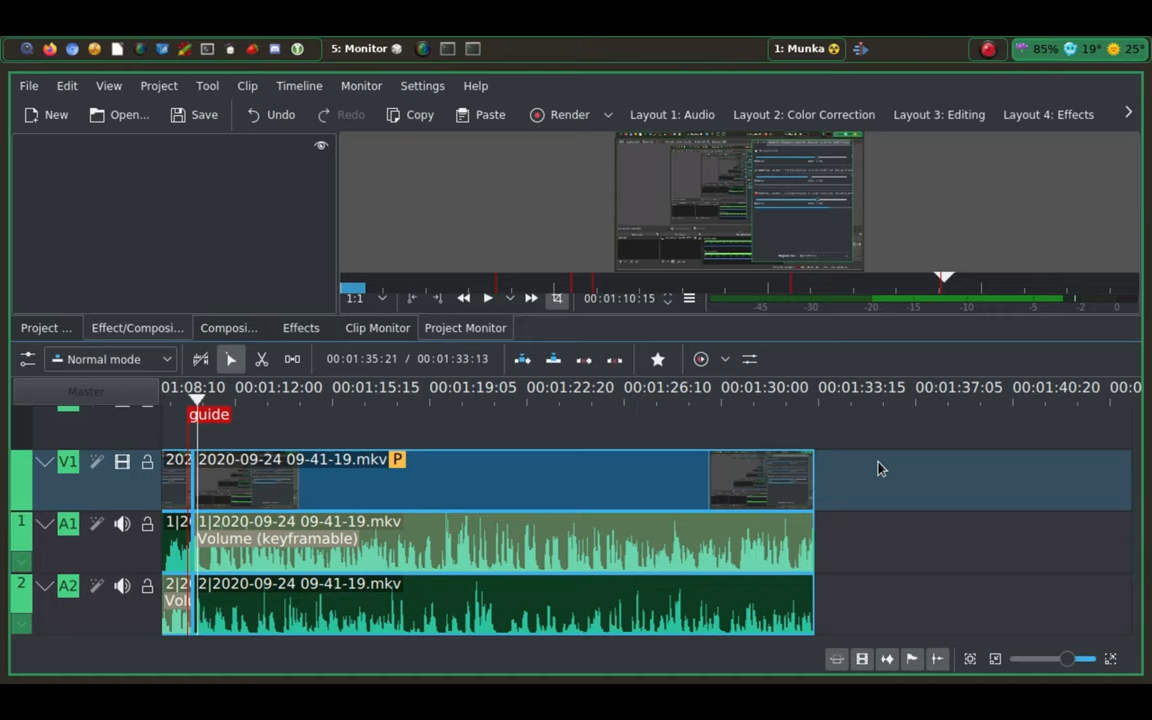 5: Monitor
1: Munka
85% 19° 25°
File Edit View Project Tool Clip Timeline Monitor Settings Help
New Open... Save Undo Redo Copy Paste Render Layout 1: Audio Layout 2: Color Correction Layout 3: Editing Layout 4: Effects
1:1 00:01:10:15 -45 -30 -20 -15 -10 -5 -2 0
Project ... Effect/Composi... Composi... Effects Clip Monitor Project Monitor
Normal mode 00:01:35:21 / 00:01:33:13
Master 01:08:10 00:01:12:00 00:01:15:15 00:01:19:05 00:01:22:20 00:01:26:10 00:01:30:00 00:01:33:15 00:01:37:05 00:01:40:20 00:0
guide
V1 202 2020-09-24 09-41-19.mkv P
1 A1 1|20 1|2020-09-24 09-41-19.mkv
Volume (keyframable)
2 A2 2|2 2|2020-09-24 09-41-19.mkv
Vol